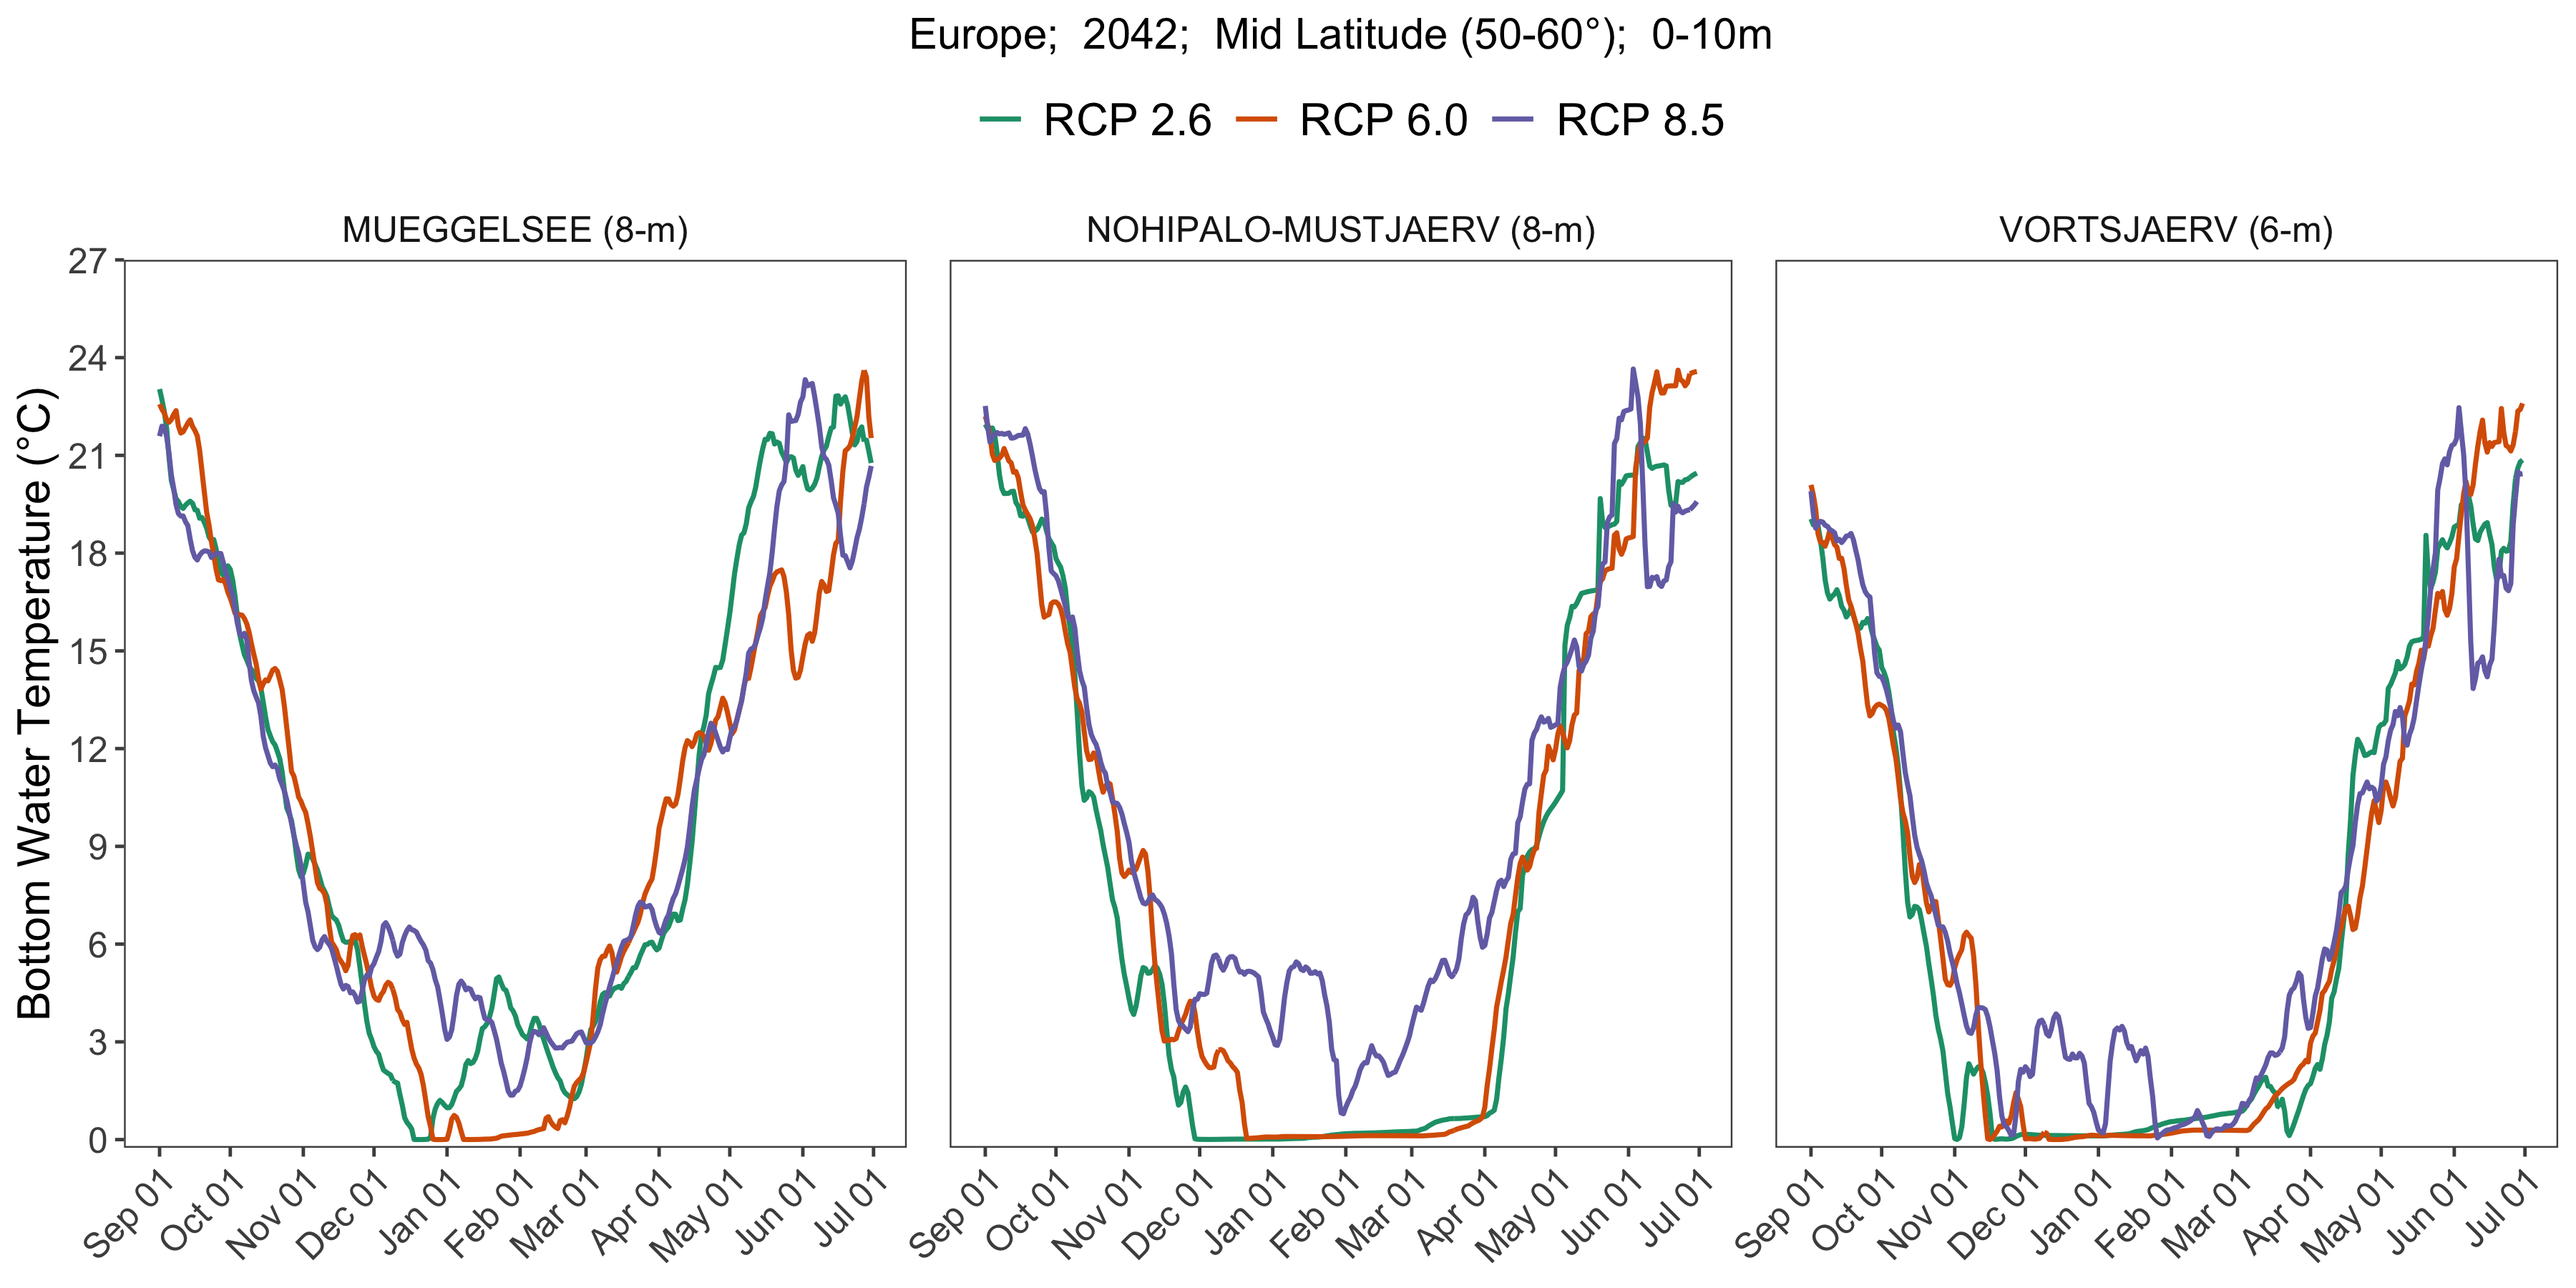 Europe;  2042;  Mid Latitude (50-60°);  0-10m
RCP 2.6 RCP 6.0 RCP 8.5
MUEGGELSEE (8-m) NOHIPALO-MUSTJAERV (8-m) VORTSJAERV (6-m)
Bottom Water Temperature (°C)
27
24
21
18
15
12
9
6
3
0
Sep 01 Oct 01 Nov 01 Dec 01 Jan 01 Feb 01 Mar 01 Apr 01 May 01 Jun 01 Jul 01
Sep 01 Oct 01 Nov 01 Dec 01 Jan 01 Feb 01 Mar 01 Apr 01 May 01 Jun 01 Jul 01
Sep 01 Oct 01 Nov 01 Dec 01 Jan 01 Feb 01 Mar 01 Apr 01 May 01 Jun 01 Jul 01